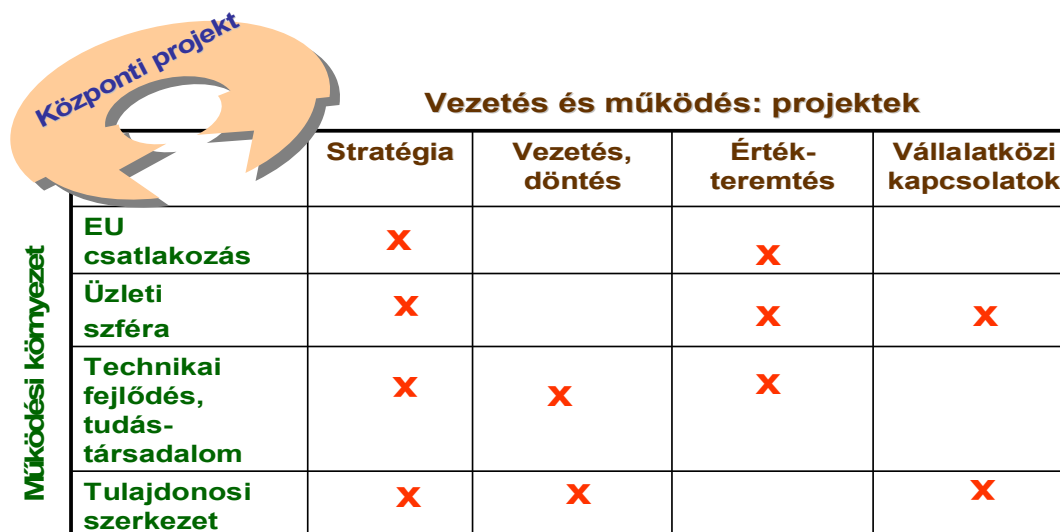 Központi projekt
Vezetés és működés: projektek
Stratégia
Vezetés,
döntés
Érték-
teremtés
Vállalatközi
kapcsolatok
Működési környezet
EU
csatlakozás
x
x
Üzleti
szféra
x
x
x
Technikai
fejlődés,
tudás-
társadalom
x
x
x
Tulajdonosi
szerkezet
x
x
x